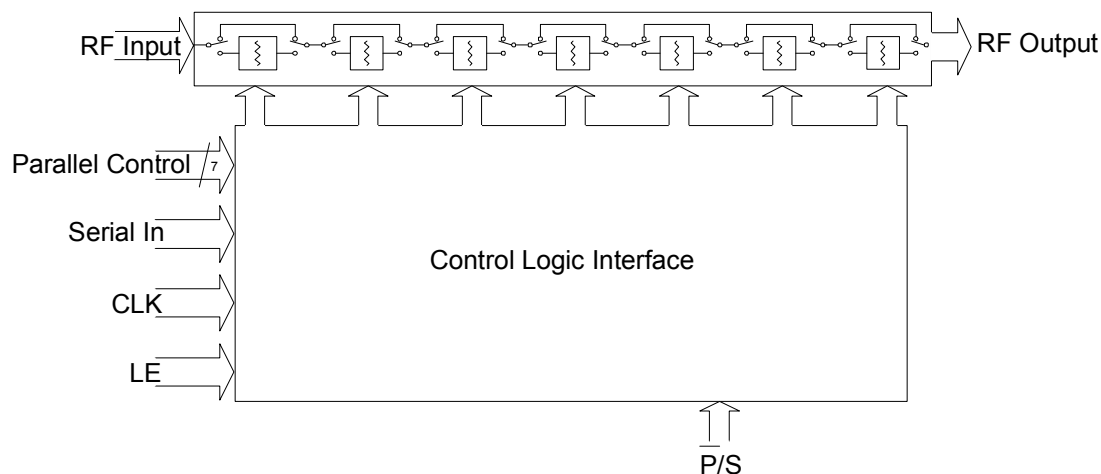 RF Input
RF Output
Parallel Control 7
Serial In
Control Logic Interface
CLK
LE
P̅/S